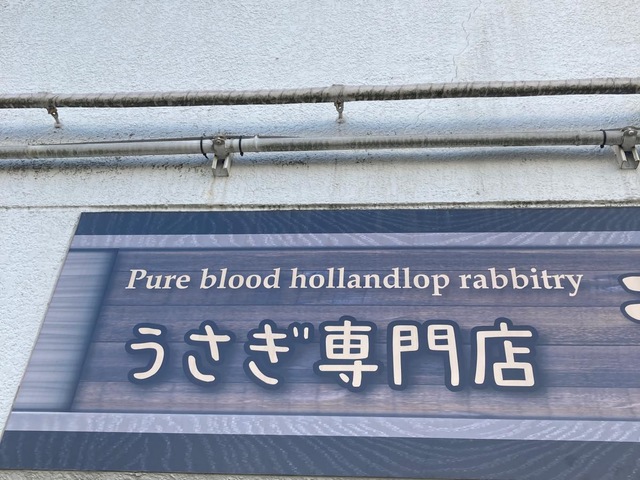 Pure blood hollandlop rabbitry
うさぎ専門店